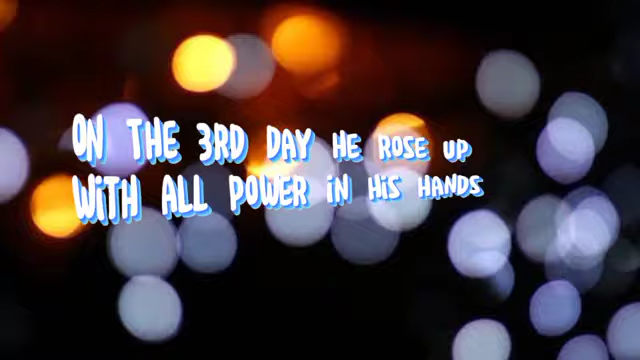 ON THE 3RD DAY HE ROSE UP
WITH ALL POWER IN HIS HANDS